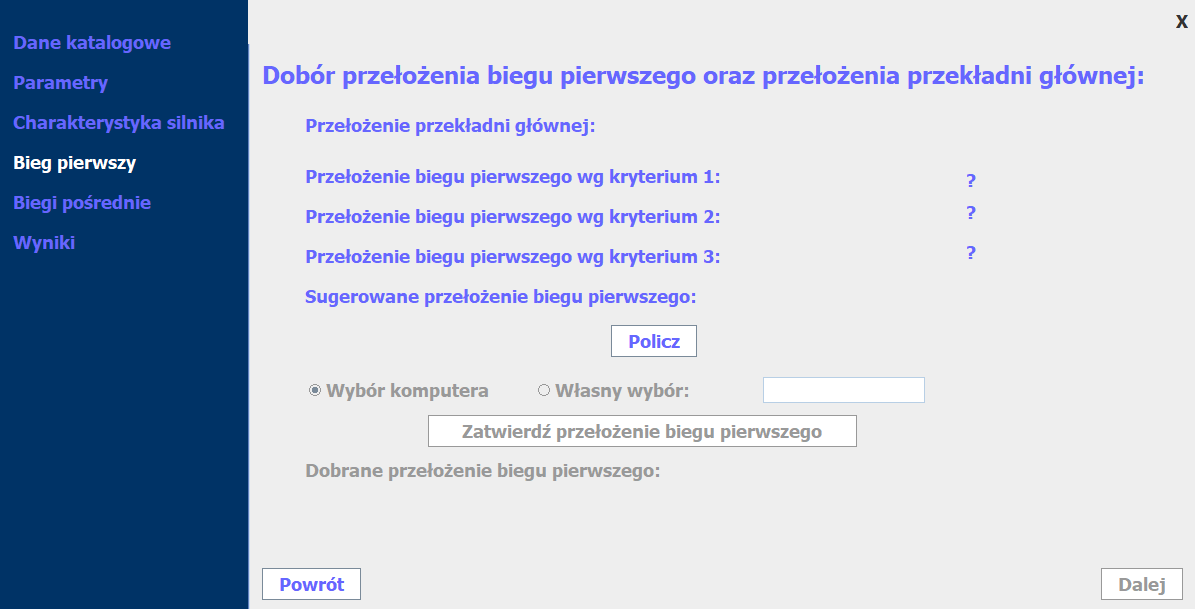 X
Dane katalogowe
Parametry
Charakterystyka silnika
Bieg pierwszy
Biegi pośrednie
Wyniki
Dobór przełożenia biegu pierwszego oraz przełożenia przekładni głównej:
Przełożenie przekładni głównej:
Przełożenie biegu pierwszego wg kryterium 1: ?
Przełożenie biegu pierwszego wg kryterium 2: ?
Przełożenie biegu pierwszego wg kryterium 3: ?
Sugerowane przełożenie biegu pierwszego:
Policz
Wybór komputera Własny wybór:
Zatwierdź przełożenie biegu pierwszego
Dobrane przełożenie biegu pierwszego:
Powrót Dalej